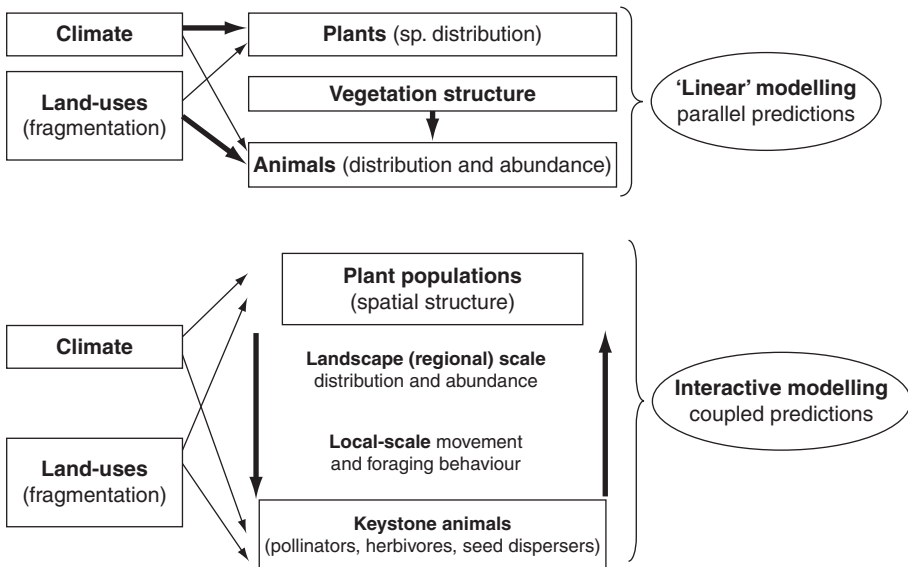 Climate
Plants (sp. distribution)
Land-uses
(fragmentation)
Vegetation structure
Animals (distribution and abundance)
‘Linear’ modelling
parallel predictions
Plant populations
(spatial structure)
Climate
Landscape (regional) scale
distribution and abundance
Local-scale movement
and foraging behaviour
Land-uses
(fragmentation)
Keystone animals
(pollinators, herbivores, seed dispersers)
Interactive modelling
coupled predictions